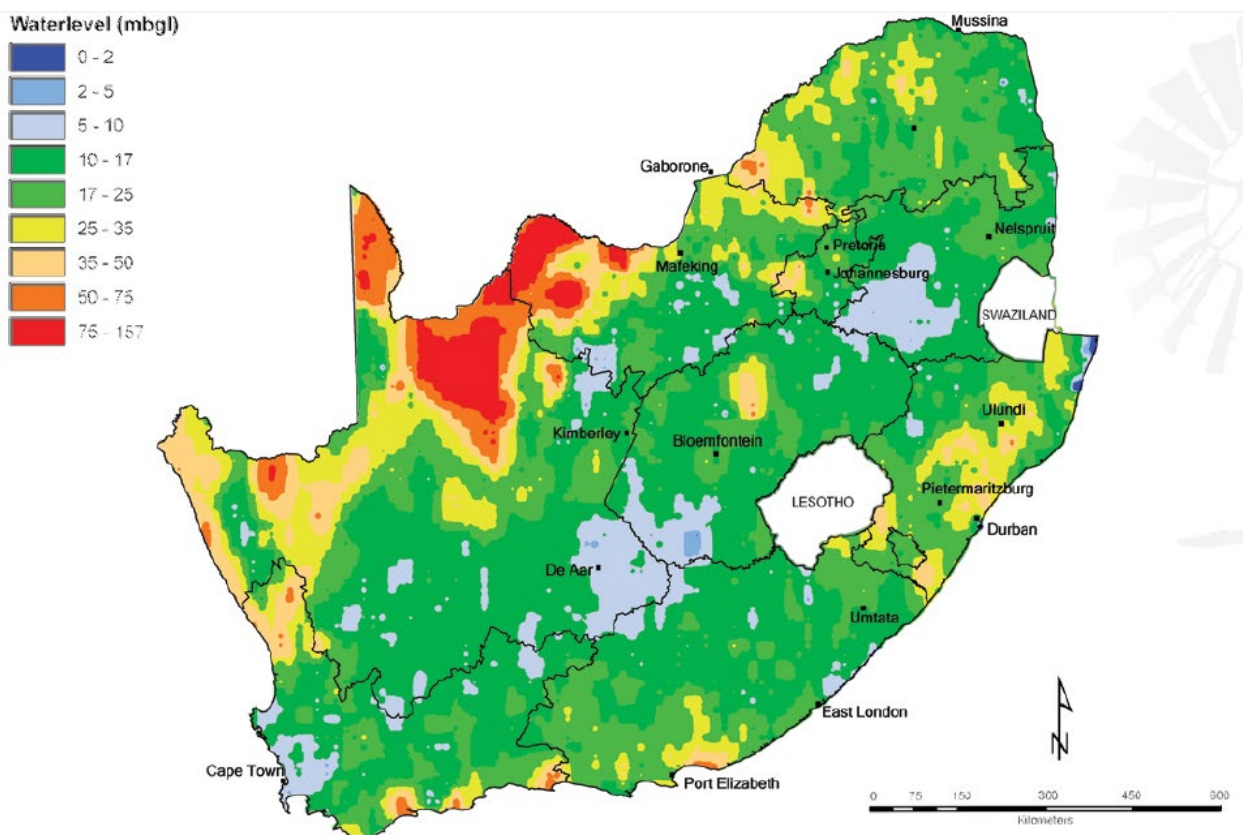 Waterlevel (mbgl)
0 - 2
2 - 5
5 - 10
10 - 17
17 - 25
25 - 35
35 - 50
50 - 75
75 - 157
Mussina
Gaborone
Nelspruit
Pretoria
Mafeking
Johannesburg
SWAZILAND
Ulundi
Kimberley
Bloemfontein
Pietermaritzburg
LESOTHO
Durban
De Aar
Umtata
East London
Cape Town
Port Elizabeth
N
0 75 150 300 450 600
Kilometers